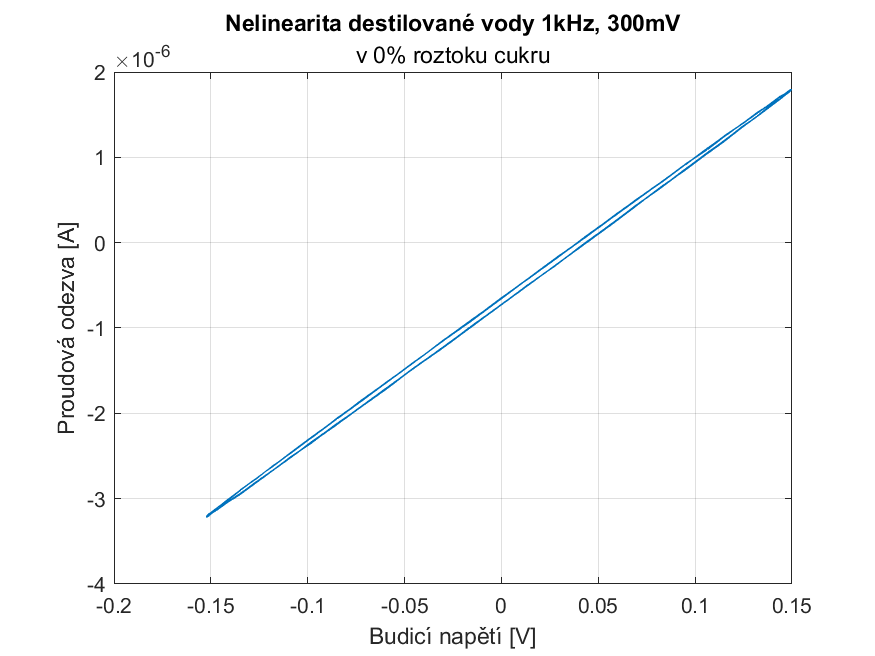 Nelinearita destilované vody 1kHz, 300mV
v 0% roztoku cukru
×10⁻⁶
2
1
0
-1
-2
-3
-4
-0.2 -0.15 -0.1 -0.05 0 0.05 0.1 0.15
Budicí napětí [V]
Proudová odezva [A]